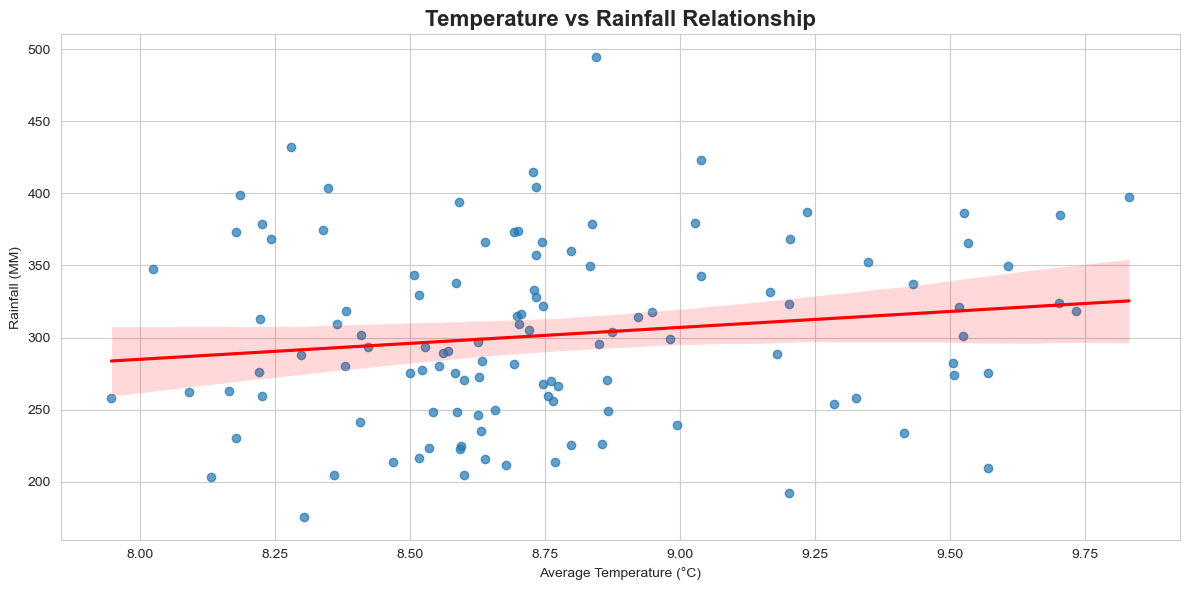 Temperature vs Rainfall Relationship
500
450
400
350
300
250
200
Rainfall (MM)
8.00 8.25 8.50 8.75 9.00 9.25 9.50 9.75
Average Temperature (°C)